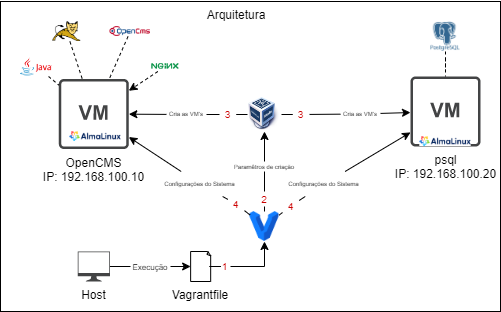 Arquitetura
OpenCms
PostgreSQL
Java
NGINX
VM
AlmaLinux
Cria as VM's
3
3
Cria as VM's
VM
AlmaLinux
OpenCMS
IP: 192.168.100.10
psql
IP: 192.168.100.20
Paramêtros de criação
Configurações do Sistema
Configurações do Sistema
4
2
4
Execução
1
Host
Vagrantfile